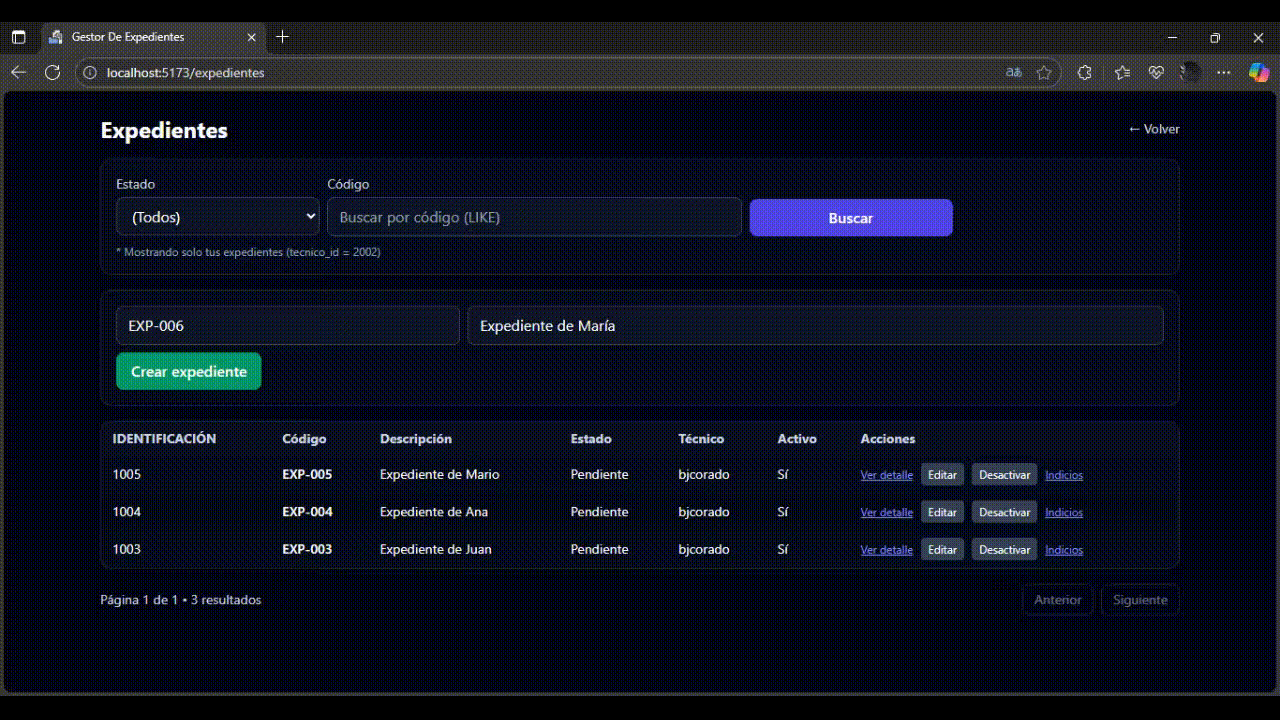 Gestor De Expedientes
localhost:5173/expedientes
aあ
Expedientes
← Volver
Estado
Código
(Todos)
Buscar por código (LIKE)
Buscar
* Mostrando solo tus expedientes (tecnico_id = 2002)
EXP-006
Expediente de María
Crear expediente
IDENTIFICACIÓN Código Descripción Estado Técnico Activo Acciones
1005 EXP-005 Expediente de Mario Pendiente bjcorado Sí Ver detalle Editar Desactivar Indicios
1004 EXP-004 Expediente de Ana Pendiente bjcorado Sí Ver detalle Editar Desactivar Indicios
1003 EXP-003 Expediente de Juan Pendiente bjcorado Sí Ver detalle Editar Desactivar Indicios
Página 1 de 1 • 3 resultados
Anterior
Siguiente